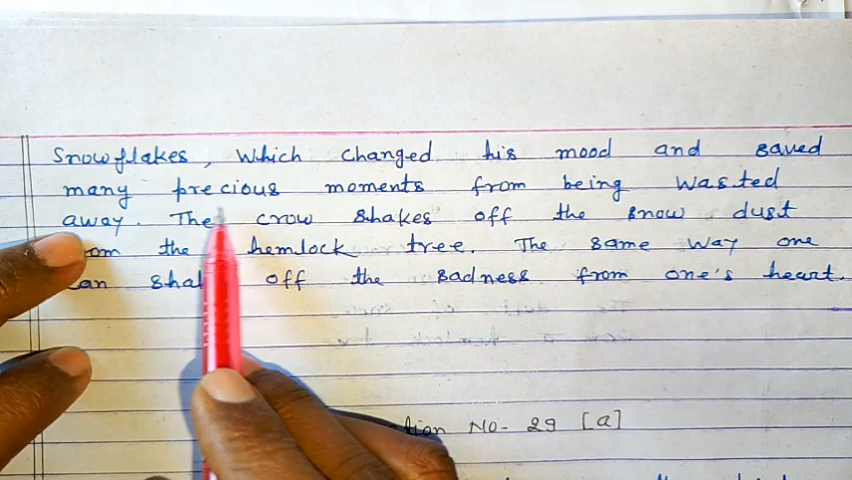 Snowflakes, which changed his mood and saved
many precious moments from being wasted
away. The crow shakes off the snow dust
the hemlock tree. The same way one
off the sadness from one's heart.
No- 29 [a]